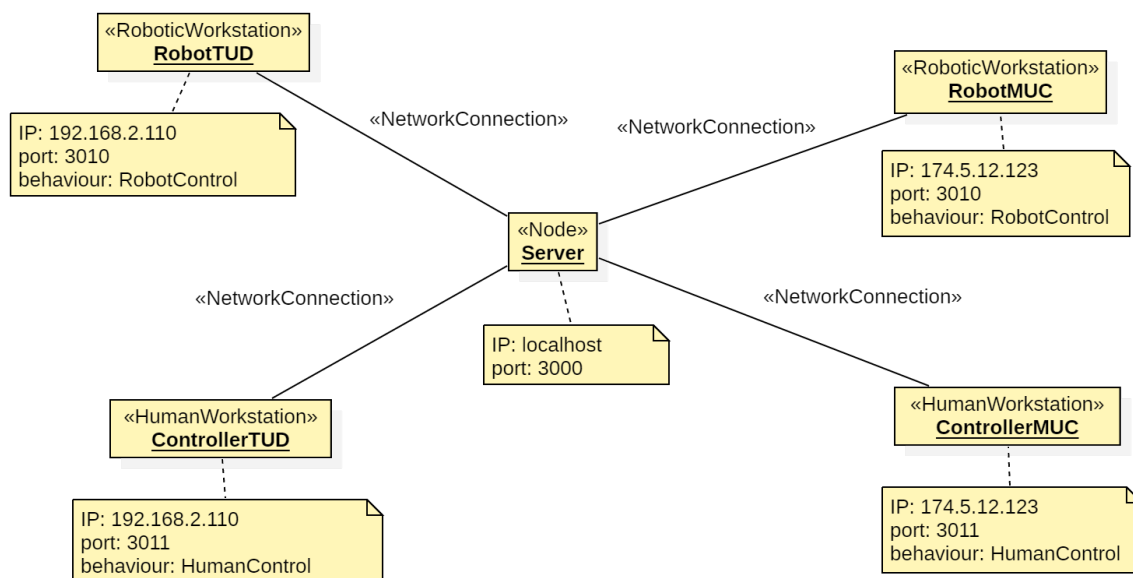 «RoboticWorkstation»
RobotTUD
IP: 192.168.2.110
port: 3010
behaviour: RobotControl
«NetworkConnection»
«NetworkConnection»
«RoboticWorkstation»
RobotMUC
IP: 174.5.12.123
port: 3010
behaviour: RobotControl
«Node»
Server
IP: localhost
port: 3000
«NetworkConnection»
«NetworkConnection»
«HumanWorkstation»
ControllerTUD
IP: 192.168.2.110
port: 3011
behaviour: HumanControl
«HumanWorkstation»
ControllerMUC
IP: 174.5.12.123
port: 3011
behaviour: HumanControl